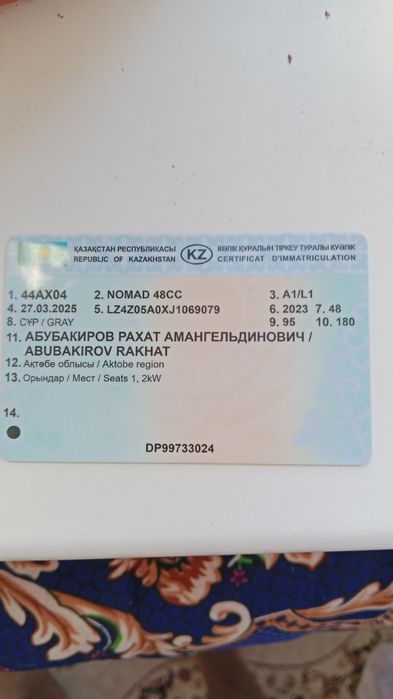 ҚАЗАҚСТАН РЕСПУБЛИКАСЫ KZ КӨЛІК ҚҰРАЛЫН ТІРКЕУ ТУРАЛЫ КУӘЛІК
REPUBLIC OF KAZAKHSTAN CERTIFICAT D'IMMATRICULATION
1. 44AX04 2. NOMAD 48CC 3. A1/L1
4. 27.03.2025 5. LZ4Z05A0XJ1069079 6. 2023 7. 48
8. СҰР / GRAY 9. 95 10. 180
11. АБУБАКИРОВ РАХАТ АМАНГЕЛЬДИНОВИЧ /
ABUBAKIROV RAKHAT
12. Ақтөбе облысы / Aktobe region
13. Орындар / Мест / Seats 1, 2kW
14.
DP99733024